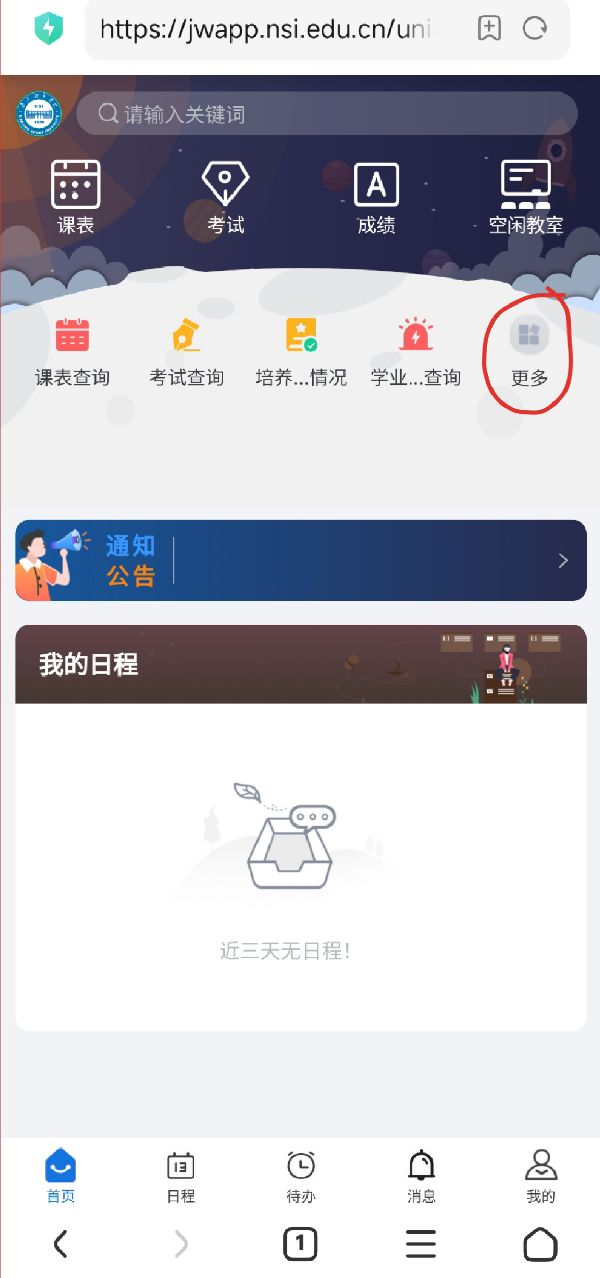 https://jwapp.nsi.edu.cn/uni
请输入关键词
课表
考试
A
成绩
空闲教室
课表查询
考试查询
培养...情况
学业...查询
更多
通知
公告
我的日程
近三天无日程!
首页
13
日程
待办
消息
我的
1